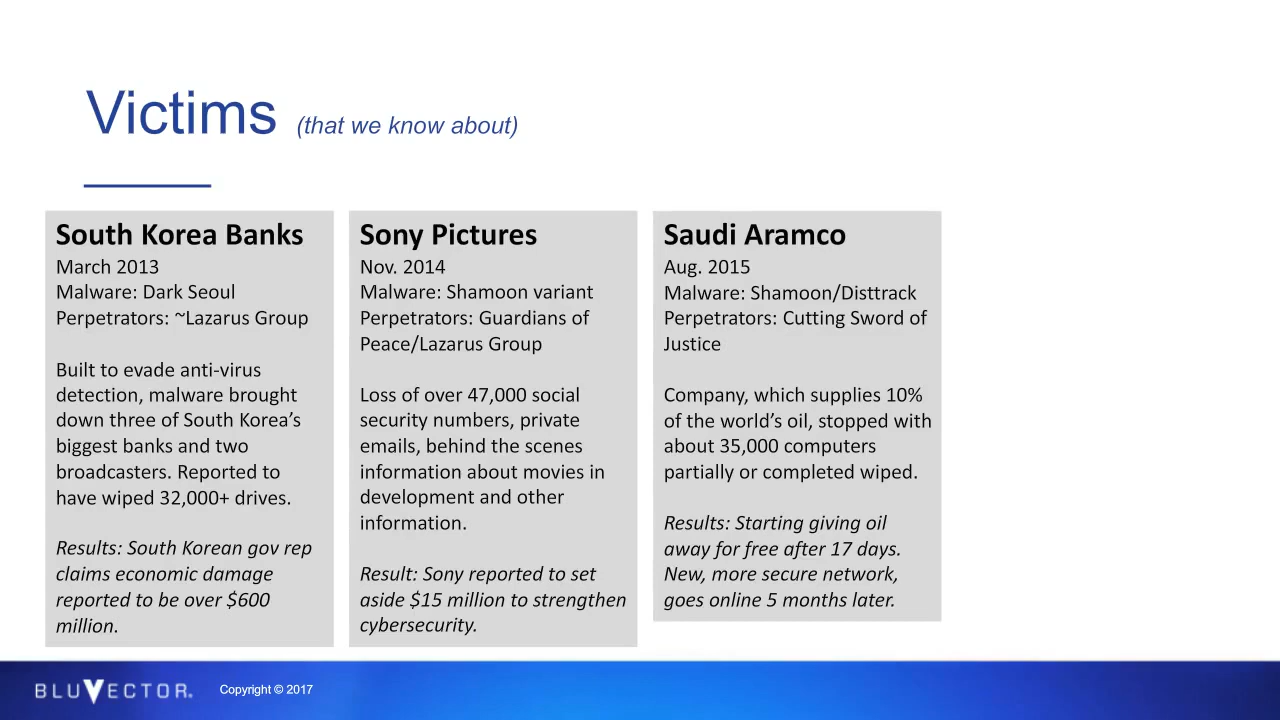 Victims (that we know about)
South Korea Banks
March 2013
Malware: Dark Seoul
Perpetrators: ~Lazarus Group
Built to evade anti-virus
detection, malware brought
down three of South Korea’s
biggest banks and two
broadcasters. Reported to
have wiped 32,000+ drives.
Results: South Korean gov rep
claims economic damage
reported to be over $600
million.
Sony Pictures
Nov. 2014
Malware: Shamoon variant
Perpetrators: Guardians of
Peace/Lazarus Group
Loss of over 47,000 social
security numbers, private
emails, behind the scenes
information about movies in
development and other
information.
Result: Sony reported to set
aside $15 million to strengthen
cybersecurity.
Saudi Aramco
Aug. 2015
Malware: Shamoon/Disttrack
Perpetrators: Cutting Sword of
Justice
Company, which supplies 10%
of the world’s oil, stopped with
about 35,000 computers
partially or completed wiped.
Results: Starting giving oil
away for free after 17 days.
New, more secure network,
goes online 5 months later.
BLUVECTOR.
Copyright © 2017